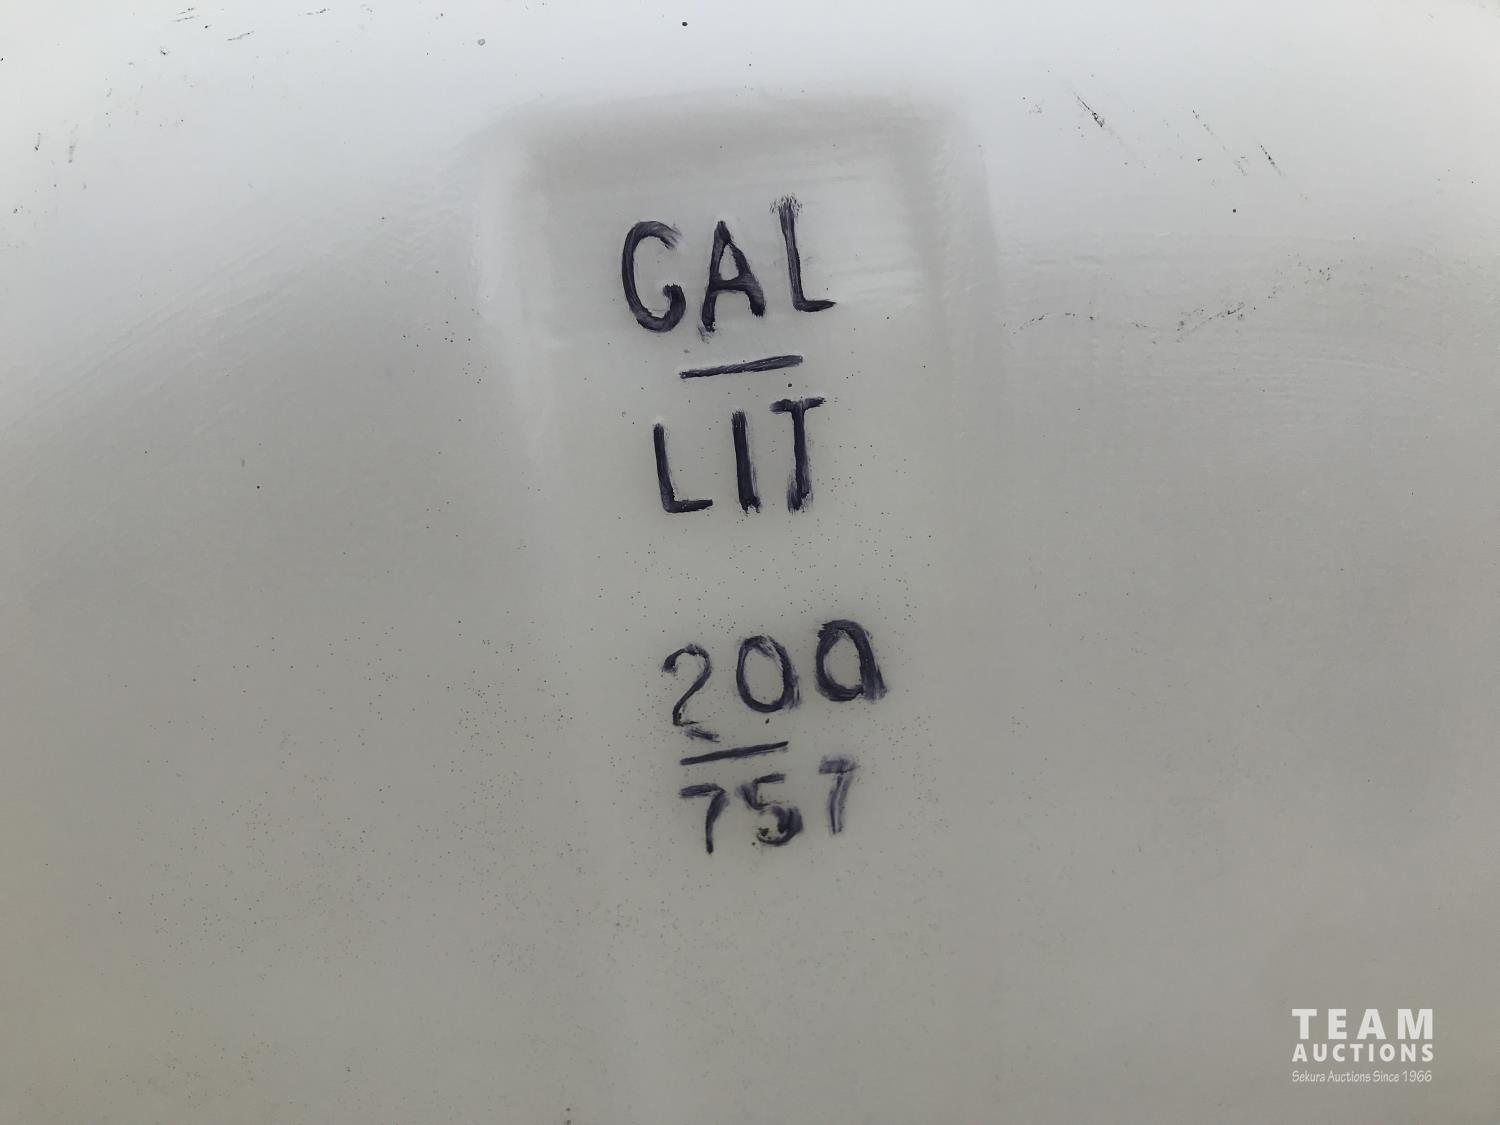 GAL
LIT
200
757
TEAM
AUCTIONS
Sekura Auctions Since 1966